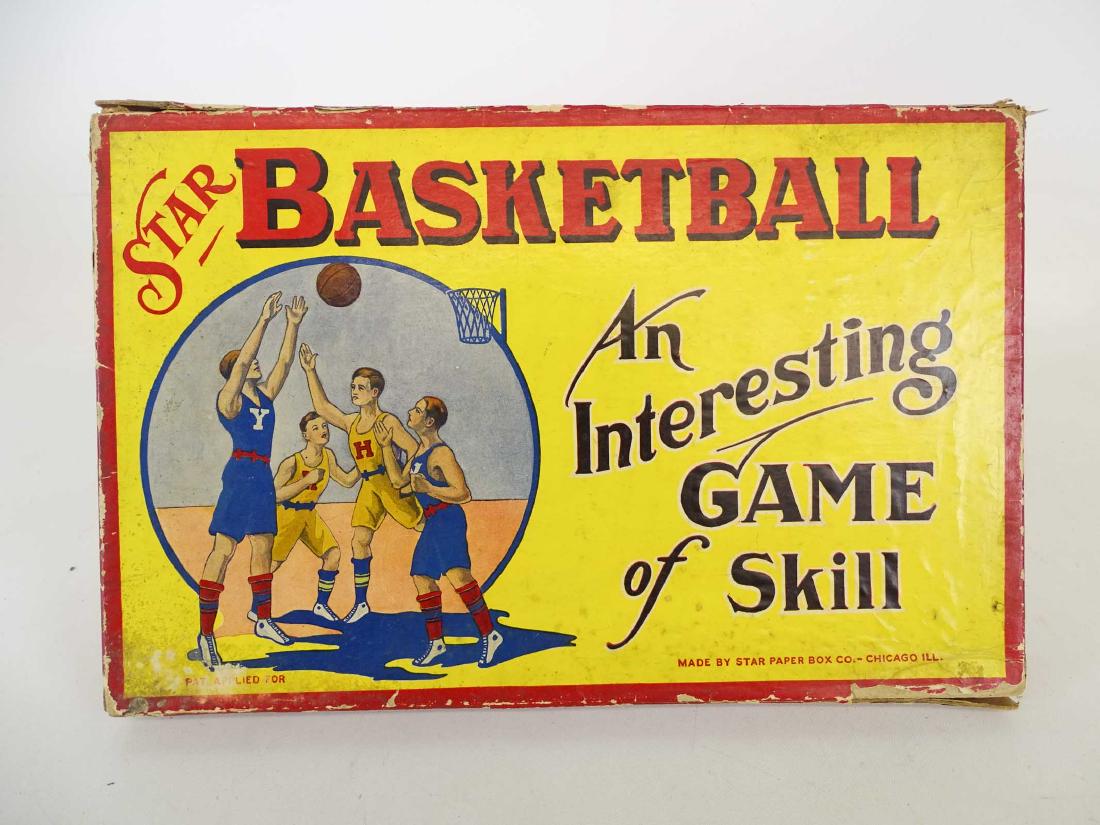 STAR BASKETBALL
An
Interesting
GAME
of Skill
Y
H
MADE BY STAR PAPER BOX CO.- CHICAGO ILL.
PAT. APPLIED FOR